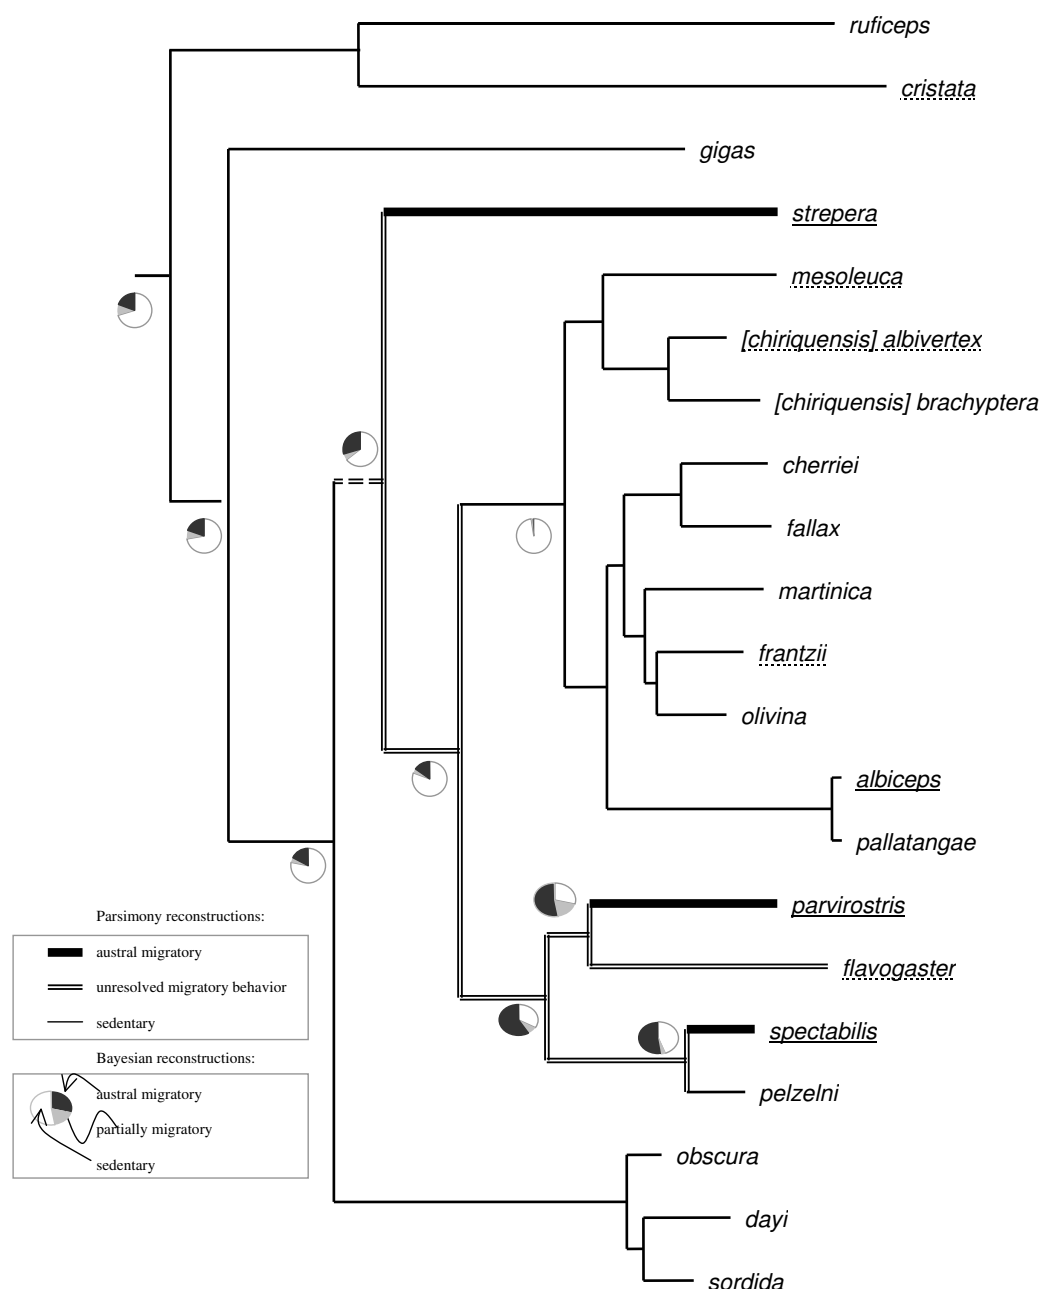 ruficeps
cristata
gigas
strepera
mesoleuca
[chiriquensis] albivertex
[chiriquensis] brachyptera
cherriei
fallax
martinica
frantzii
olivina
albiceps
pallatangae
parvirostris
flavogaster
spectabilis
pelzelni
obscura
dayi
sordida
Parsimony reconstructions:
austral migratory
unresolved migratory behavior
sedentary
Bayesian reconstructions:
austral migratory
partially migratory
sedentary